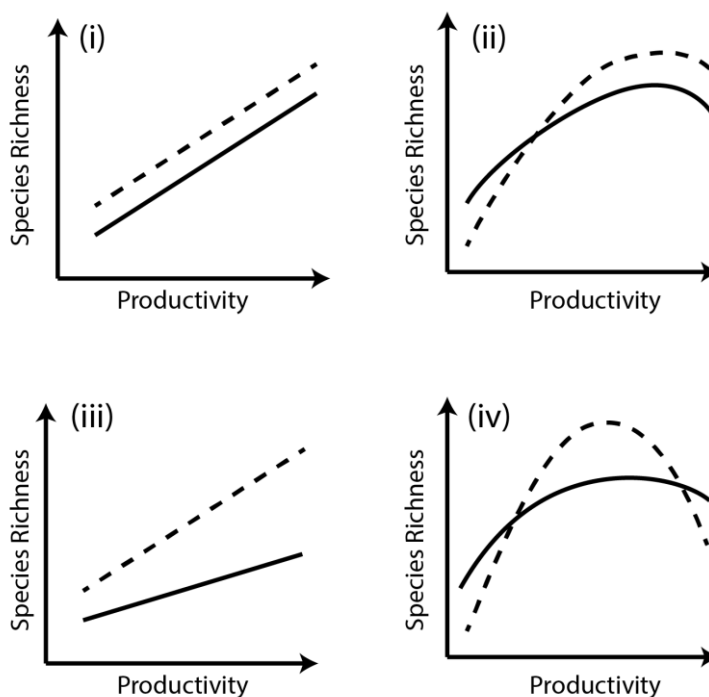 (i)
Species Richness
Productivity
(ii)
Species Richness
Productivity
(iii)
Species Richness
Productivity
(iv)
Species Richness
Productivity